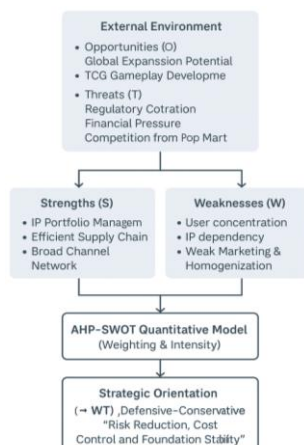 External Environment
• Opportunities (O)
Global Expanssion Potential
• TCG Gameplay Developme
• Threats (T)
Regulatory Cotration
Financial Pressure
Competition from Pop Mart
Strengths (S)
• IP Portfolio Managem
• Efficient Supply Chain
• Broad Channel
Network
Weaknesses (W)
• User concentration
• IP dependency
• Weak Marketing &
Homogenization
AHP-SWOT Quantitative Model
(Weighting & Intensity)
Strategic Orientation
(→ WT) ,Defensive-Conservative
"Risk Reduction, Cost
Control and Foundation